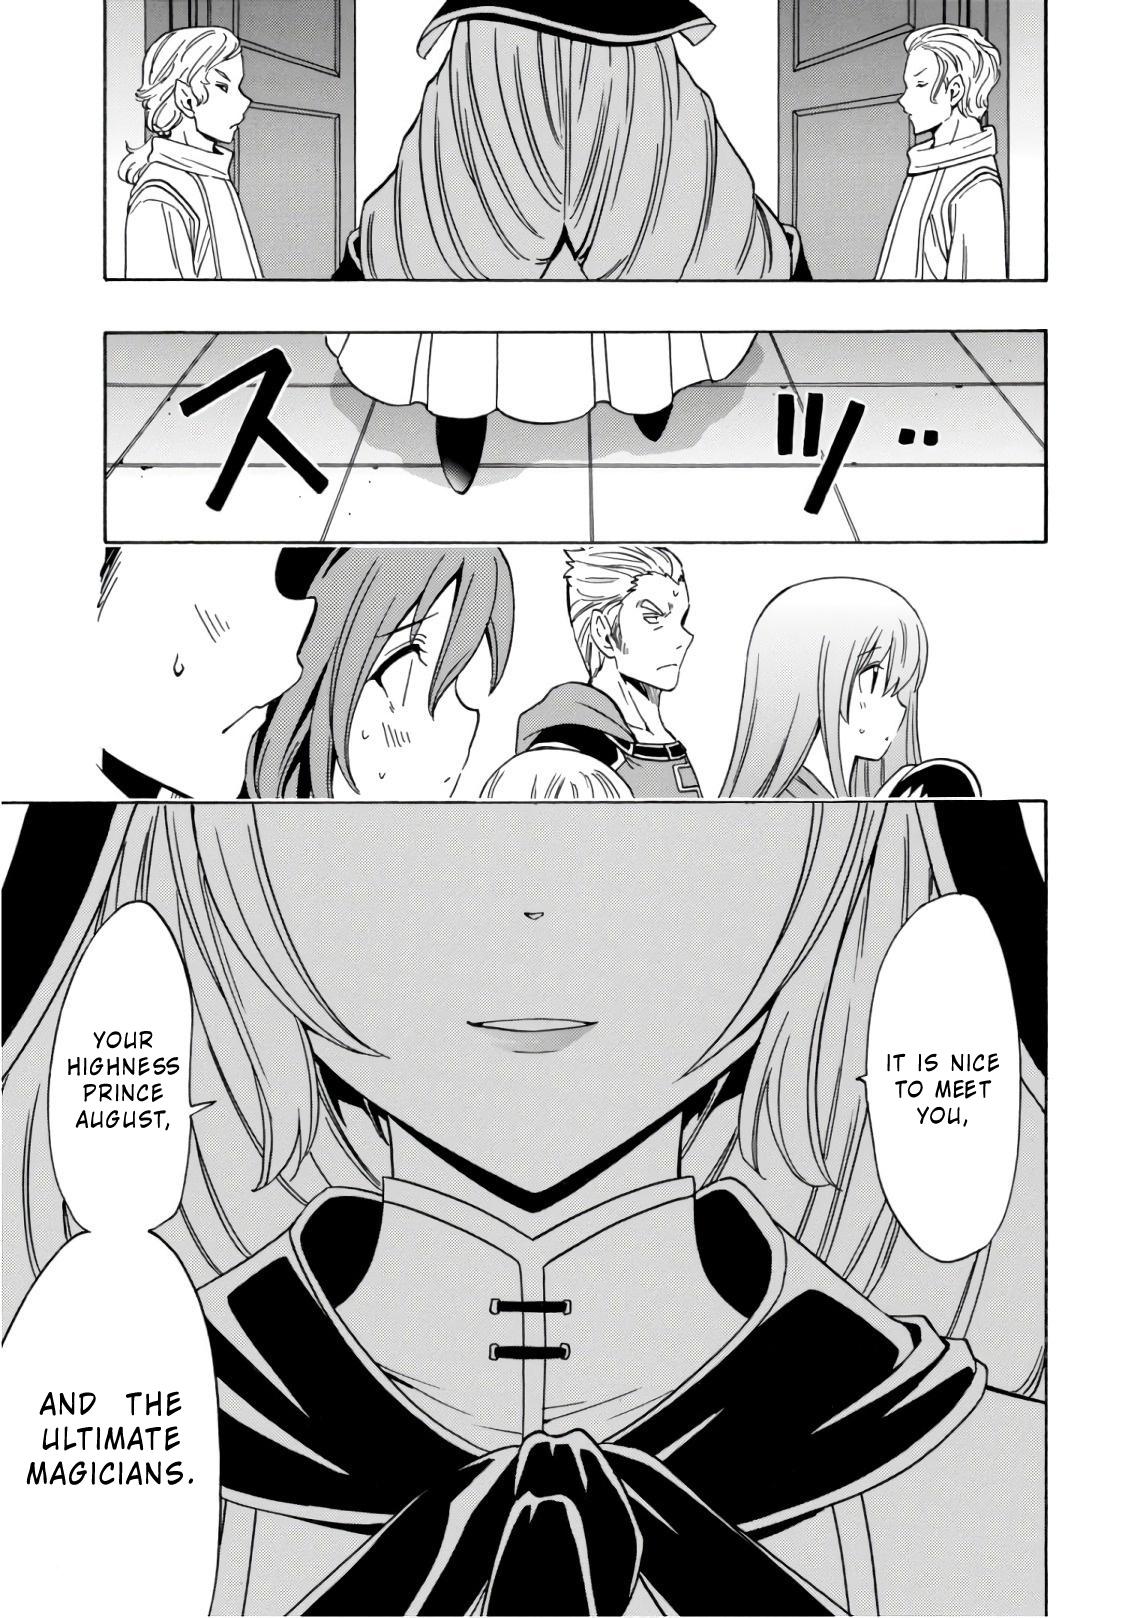 スッ・・
IT IS NICE
TO MEET
YOU,
YOUR
HIGHNESS
PRINCE
AUGUST,
AND THE
ULTIMATE
MAGICIANS.